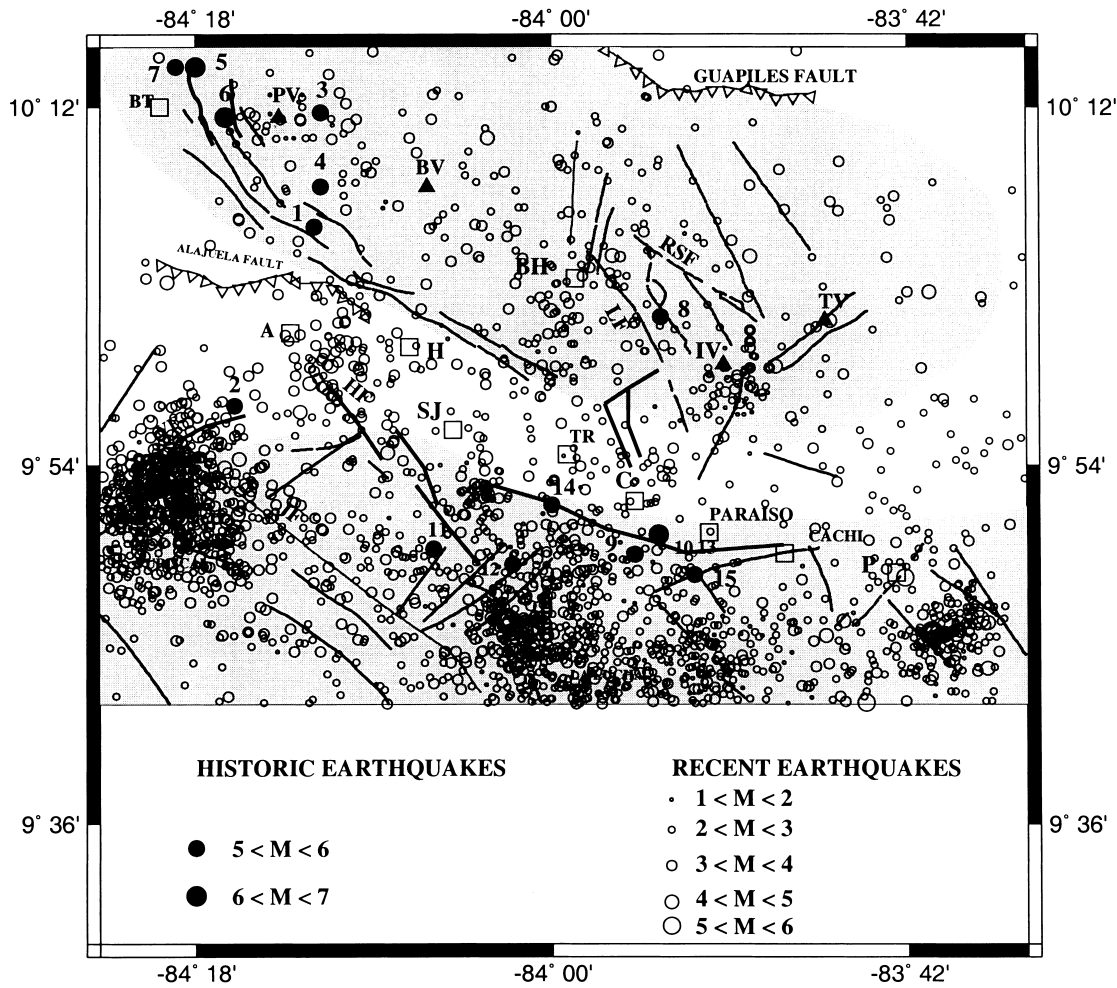 -84° 18' -84° 00' -83° 42'
7 5
GUAPILES FAULT
BT 6 PV 3
10° 12' 10° 12'
4 BV
1
ALAJUELA FAULT
BH RSF
TV
8
A H
IV
2
SJ
TR
9° 54' 9° 54'
14 C
PARAISO
11 9 10 13 CACHI
12 15 P
HISTORIC EARTHQUAKES
5 < M < 6
6 < M < 7
RECENT EARTHQUAKES
1 < M < 2
2 < M < 3
3 < M < 4
4 < M < 5
5 < M < 6
9° 36' 9° 36'
-84° 18' -84° 00' -83° 42'